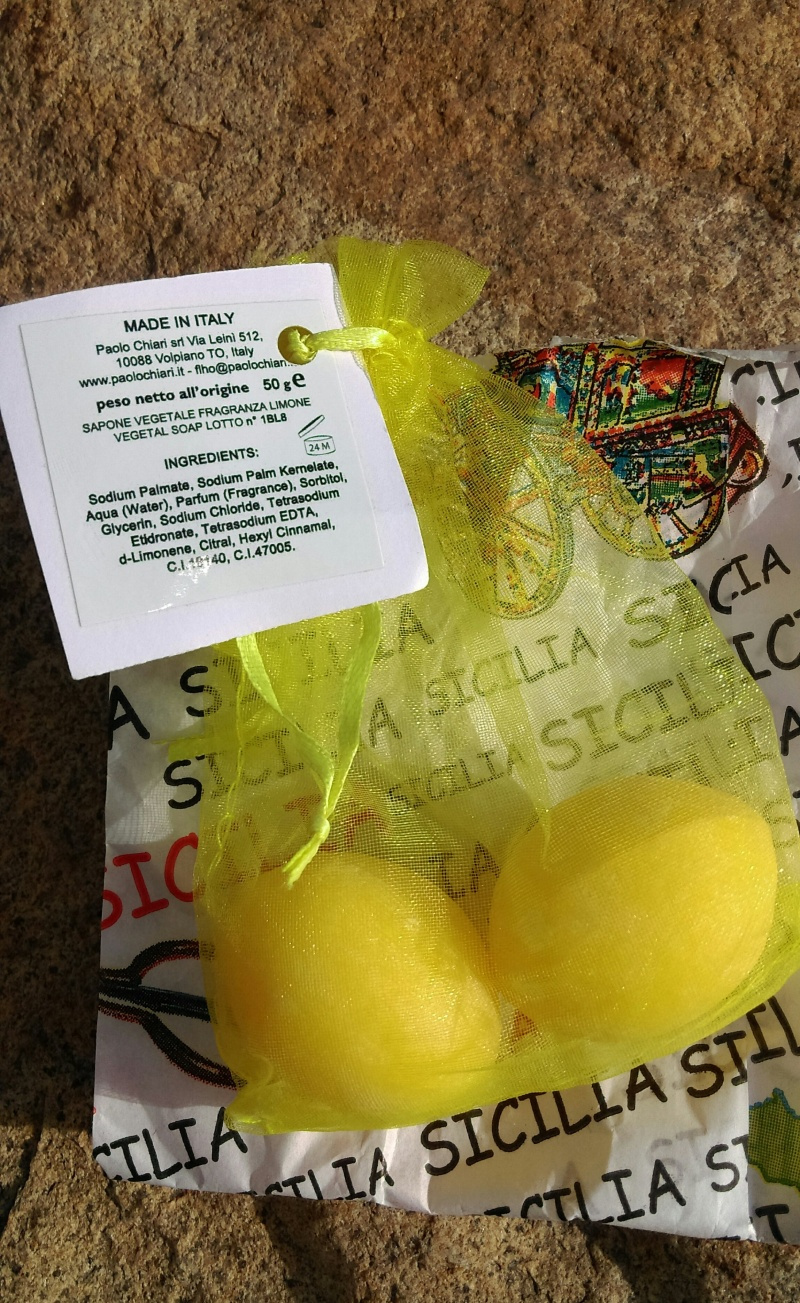 MADE IN ITALY
Paolo Chiari srl Via Leinì 512,
10088 Volpiano TO, Italy
www.paolochiari.it -
peso netto all'origine 50 g e
SAPONE VEGETALE FRAGRANZA LIMONE
VEGETAL SOAP LOTTO n° 1BL8
24 M
INGREDIENTS:
Sodium Palmate, Sodium Palm Kernelate,
Aqua (Water), Parfum (Fragrance), Sorbitol,
Glycerin, Sodium Chloride, Tetrasodium
Etidronate, Tetrasodium EDTA,
d-Limonene, Citral, Hexyl Cinnamal,
C.I.47005.
SICILIA SICILIA
SICILIA SICILIA
SICILIA
SICILIA
SICILIA